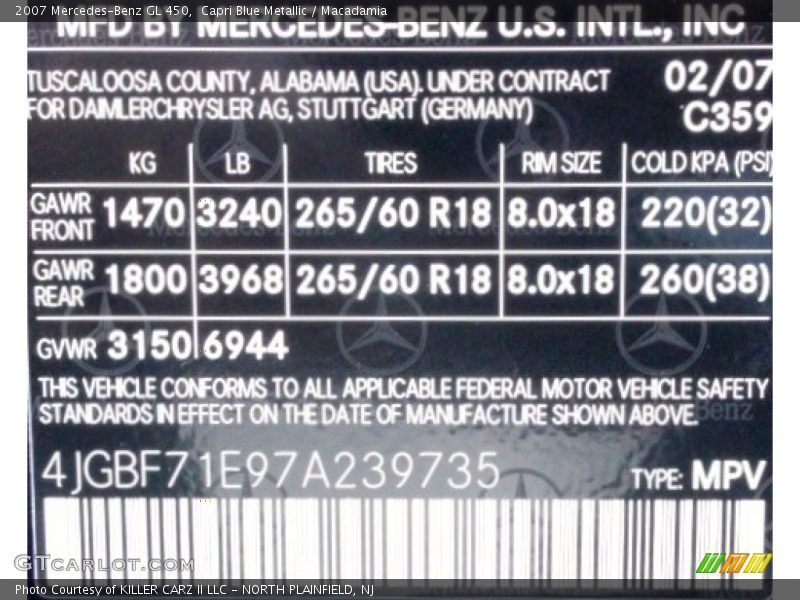 2007 Mercedes-Benz GL 450, Capri Blue Metallic / Macadamia
MFD BY MERCEDES-BENZ U.S. INTL., INC
TUSCALOOSA COUNTY, ALABAMA (USA). UNDER CONTRACT 02/07
FOR DAIMLERCHRYSLER AG, STUTTGART (GERMANY) C359
KG LB TIRES RIM SIZE COLD KPA (PSI)
GAWR FRONT 1470 3240 265/60 R18 8.0x18 220(32)
GAWR REAR 1800 3968 265/60 R18 8.0x18 260(38)
GVWR 3150 6944
THIS VEHICLE CONFORMS TO ALL APPLICABLE FEDERAL MOTOR VEHICLE SAFETY
STANDARDS IN EFFECT ON THE DATE OF MANUFACTURE SHOWN ABOVE.
4JGBF71E97A239735 TYPE: MPV
GTcarlot.com
Photo Courtesy of KILLER CARZ II LLC - NORTH PLAINFIELD, NJ